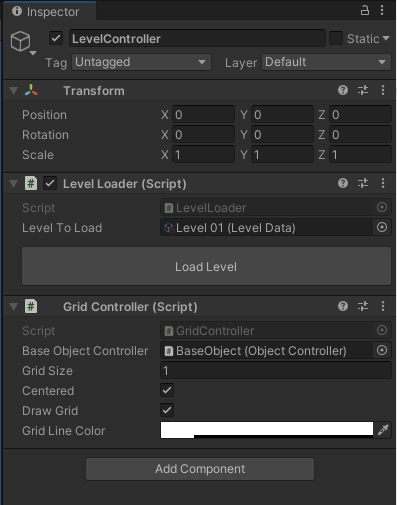 Inspector
LevelController
Static
Tag Untagged Layer Default
Transform
Position X 0 Y 0 Z 0
Rotation X 0 Y 0 Z 0
Scale X 1 Y 1 Z 1
# Level Loader (Script)
Script # LevelLoader
Level To Load Level 01 (Level Data)
Load Level
# Grid Controller (Script)
Script # GridController
Base Object Controller # BaseObject (Object Controller)
Grid Size 1
Centered
Draw Grid
Grid Line Color
Add Component